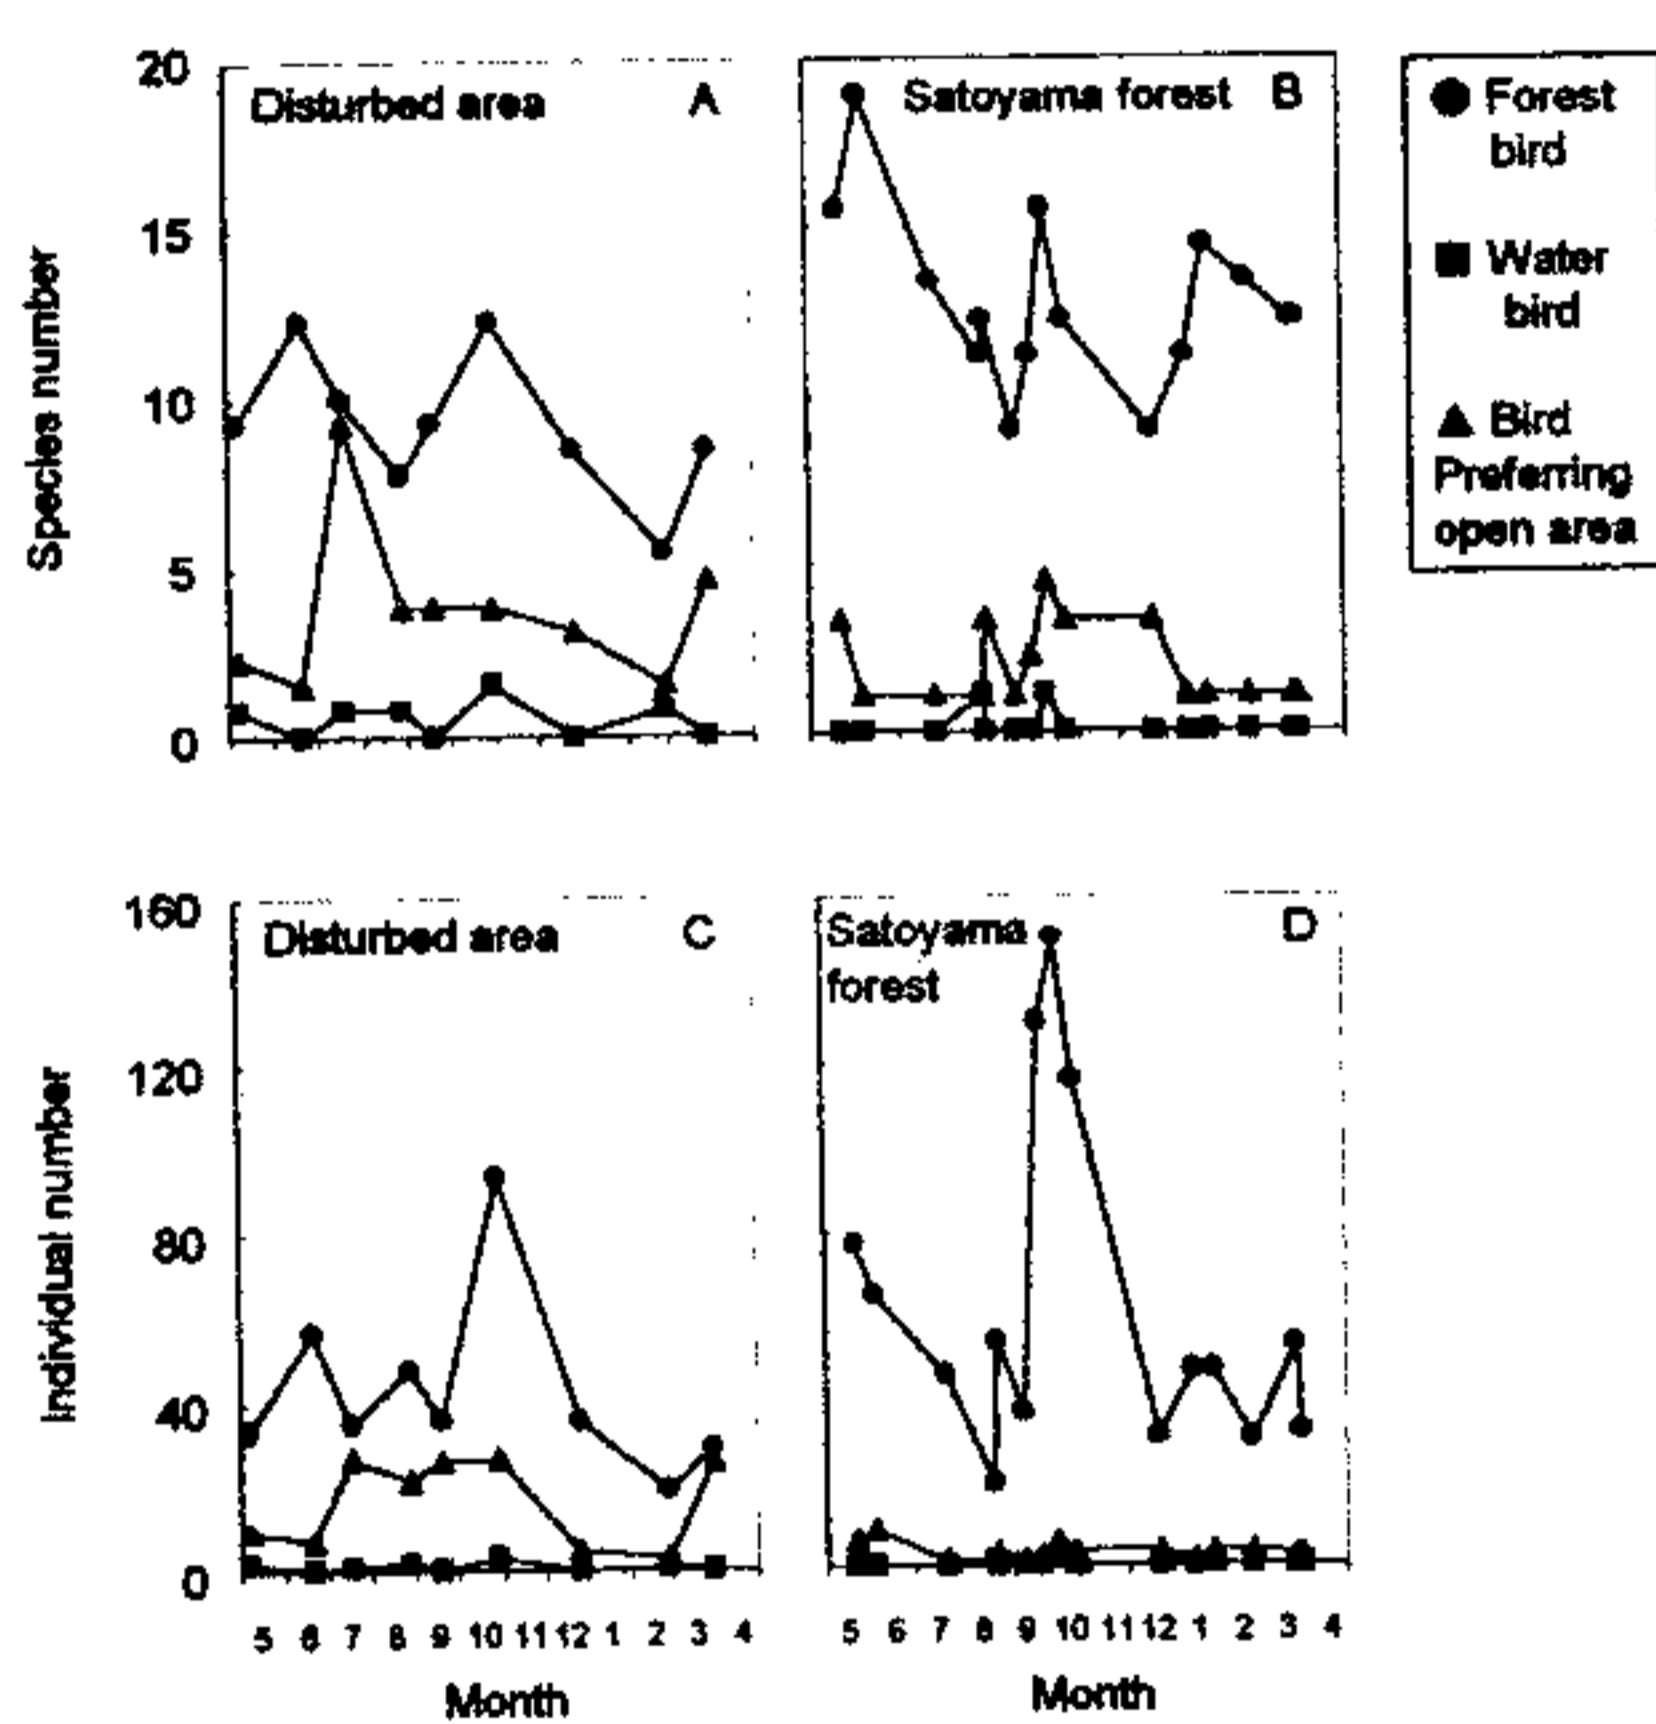 Species number
20
15
10
5
0
Disturbed area A
Satoyama forest B
Forest
bird
Water
bird
Bird
Preferring
open area
Individual number
160
120
80
40
0
Disturbed area C
Satoyama D
forest
5 6 7 8 9 10 11 12 1 2 3 4
Month
5 6 7 8 9 10 11 12 1 2 3 4
Month